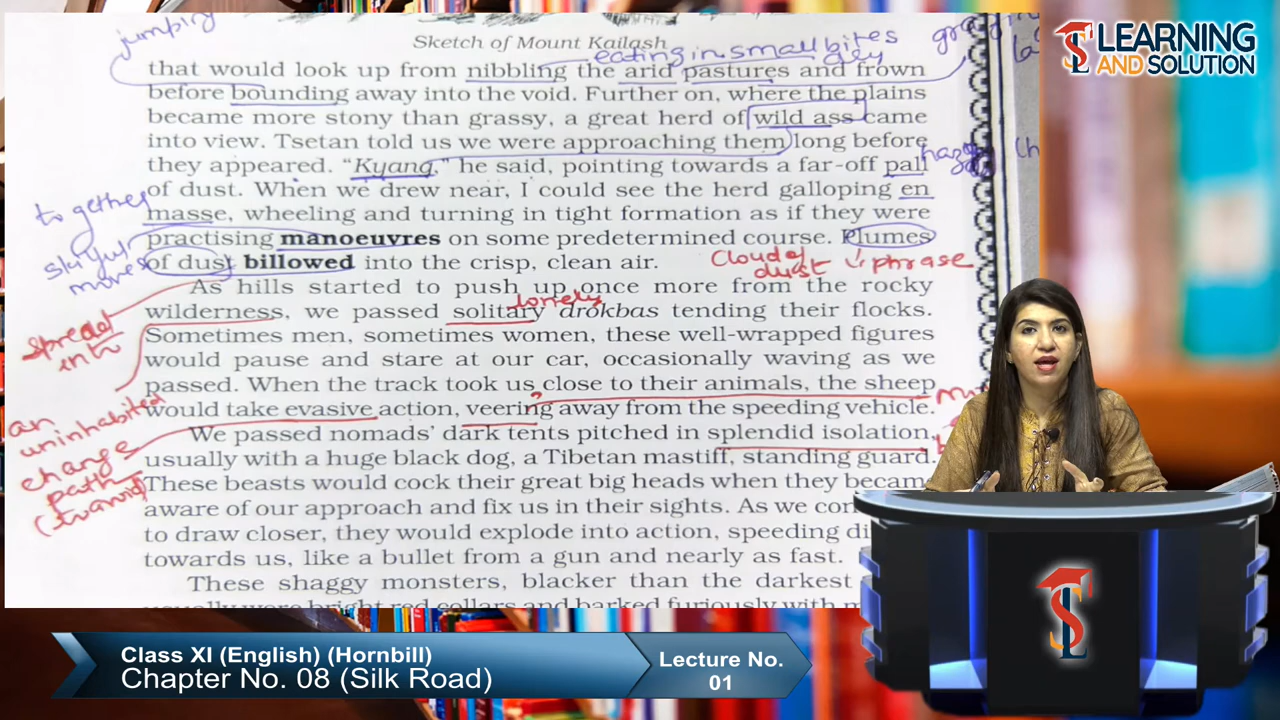 jumping
Sketch of Mount Kailash
eating in small bites
dry
that would look up from nibbling the arid pastures and frown
before bounding away into the void. Further on, where the plains
became more stony than grassy, a great herd of wild ass came
into view. Tsetan told us we were approaching them long before
they appeared. “Kyang,” he said, pointing towards a far-off pall
haze
of dust. When we drew near, I could see the herd galloping en
together
masse, wheeling and turning in tight formation as if they were
skilful
moves
practising manoeuvres on some predetermined course. Plumes
of dust billowed into the crisp, clean air.
Cloud of
dust
phrase
As hills started to push up once more from the rocky
lonely
wilderness, we passed solitary drokbas tending their flocks.
spread
into
Sometimes men, sometimes women, these well-wrapped figures
would pause and stare at our car, occasionally waving as we
passed. When the track took us close to their animals, the sheep
would take evasive action, veering away from the speeding vehicle.
an
uninhabited
We passed nomads’ dark tents pitched in splendid isolation,
change
path
usually with a huge black dog, a Tibetan mastiff, standing guard.
These beasts would cock their great big heads when they became
aware of our approach and fix us in their sights. As we
to draw closer, they would explode into action, speeding
towards us, like a bullet from a gun and nearly as fast.
These shaggy monsters, blacker than the darkest
usually wore bright red collars and barked furiously with
LEARNING
AND SOLUTION
Class XI (English) (Hornbill)
Chapter No. 08 (Silk Road)
Lecture No.
01